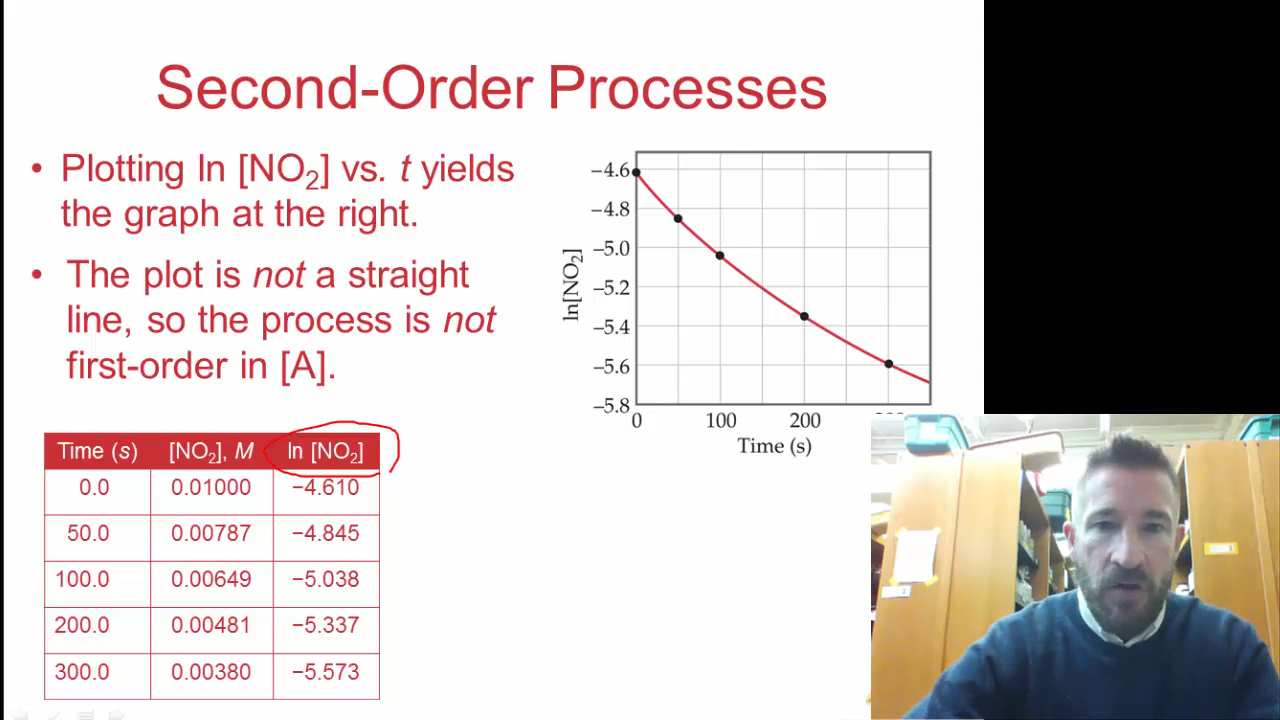 Second-Order Processes
• Plotting ln [NO₂] vs. t yields
the graph at the right.
• The plot is not a straight
line, so the process is not
first-order in [A].
Time (s) [NO₂], M ln [NO₂]
0.0 0.01000 −4.610
50.0 0.00787 −4.845
100.0 0.00649 −5.038
200.0 0.00481 −5.337
300.0 0.00380 −5.573
ln[NO₂]
−4.6
−4.8
−5.0
−5.2
−5.4
−5.6
−5.8
0 100 200
Time (s)